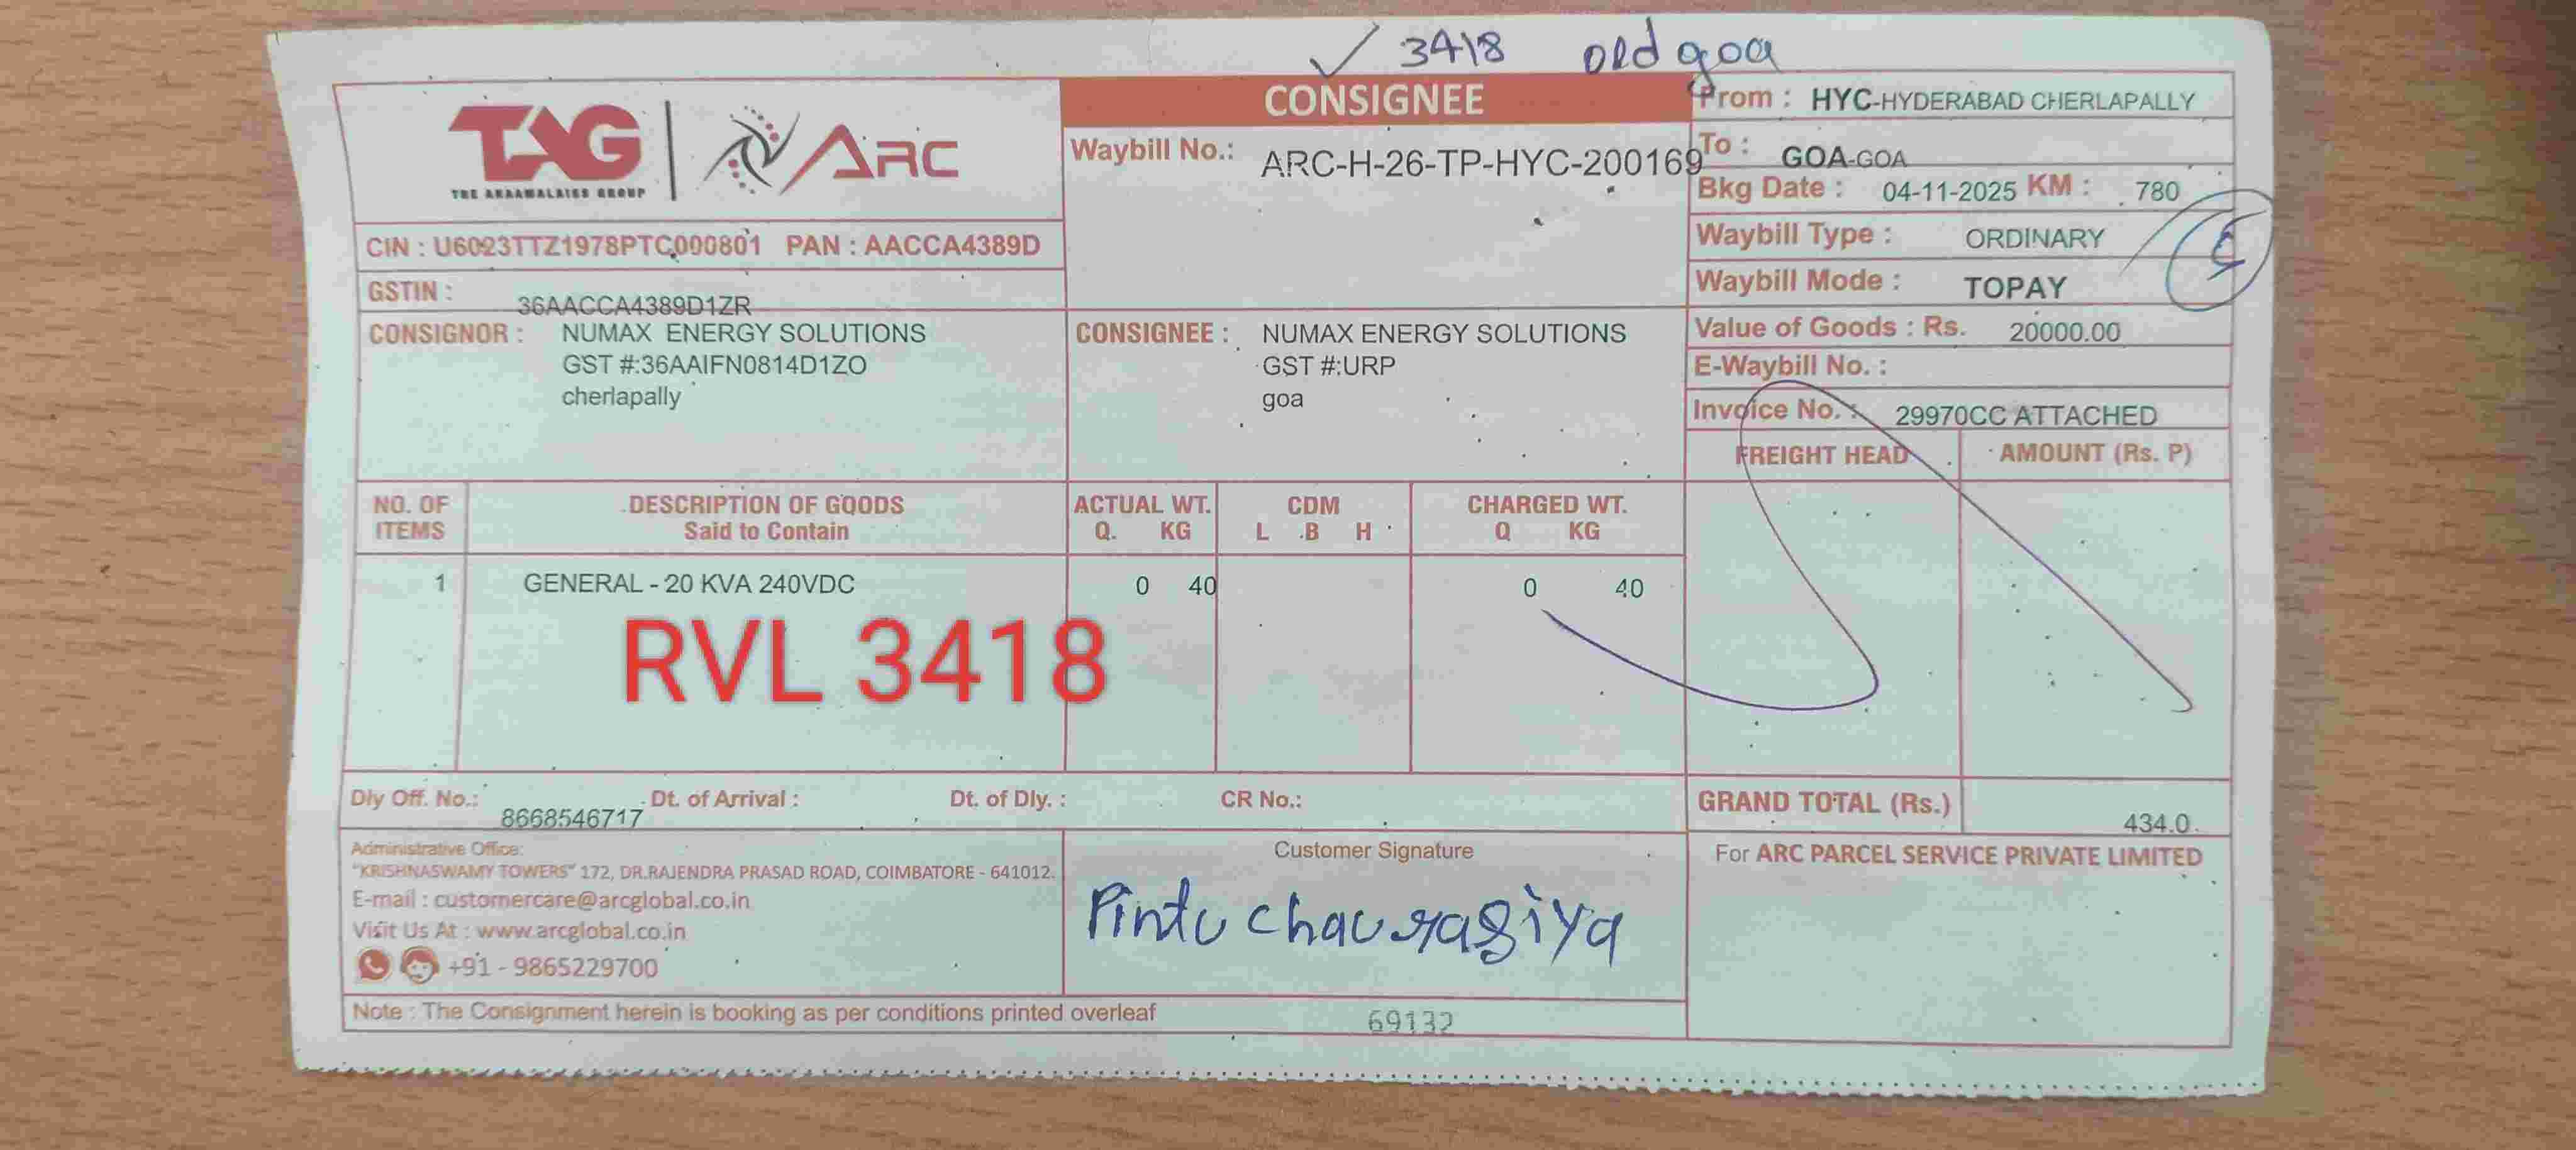 ✓ 3418 old goa
TAG | ARC
THE ANAAMALAISS GROUP
CIN : U6023TTZ1978PTC000801 PAN : AACCA4389D
GSTIN : 36AACCA4389D1ZR
CONSIGNEE
Waybill No.: ARC-H-26-TP-HYC-200169
From : HYC-HYDERABAD CHERLAPALLY
To : GOA-GOA
Bkg Date : 04-11-2025 KM : 780
Waybill Type : ORDINARY
Waybill Mode : TOPAY
Value of Goods : Rs. 20000.00
E-Waybill No. :
Invoice No. : 29970CC ATTACHED
CONSIGNOR : NUMAX ENERGY SOLUTIONS
GST #:36AAIFN0814D1ZO
cherlapally
CONSIGNEE : NUMAX ENERGY SOLUTIONS
GST #:URP
goa
FREIGHT HEAD AMOUNT (Rs. P)
NO. OF ITEMS
DESCRIPTION OF GOODS
Said to Contain
ACTUAL WT.
Q. KG
CDM
L B H
CHARGED WT.
Q KG
1 GENERAL - 20 KVA 240VDC 0 40 0 40
RVL 3418
Dly Off. No.: 8668546717 Dt. of Arrival : Dt. of Dly. : CR No.:
GRAND TOTAL (Rs.) 434.0
Administrative Office:
"KRISHNASWAMY TOWERS" 172, DR.RAJENDRA PRASAD ROAD, COIMBATORE - 641012.
E-mail : customercare@arcglobal.co.in
Visit Us At : www.arcglobal.co.in
+91 - 9865229700
Customer Signature
Pintu chaurasiya
For ARC PARCEL SERVICE PRIVATE LIMITED
Note : The Consignment herein is booking as per conditions printed overleaf
69132